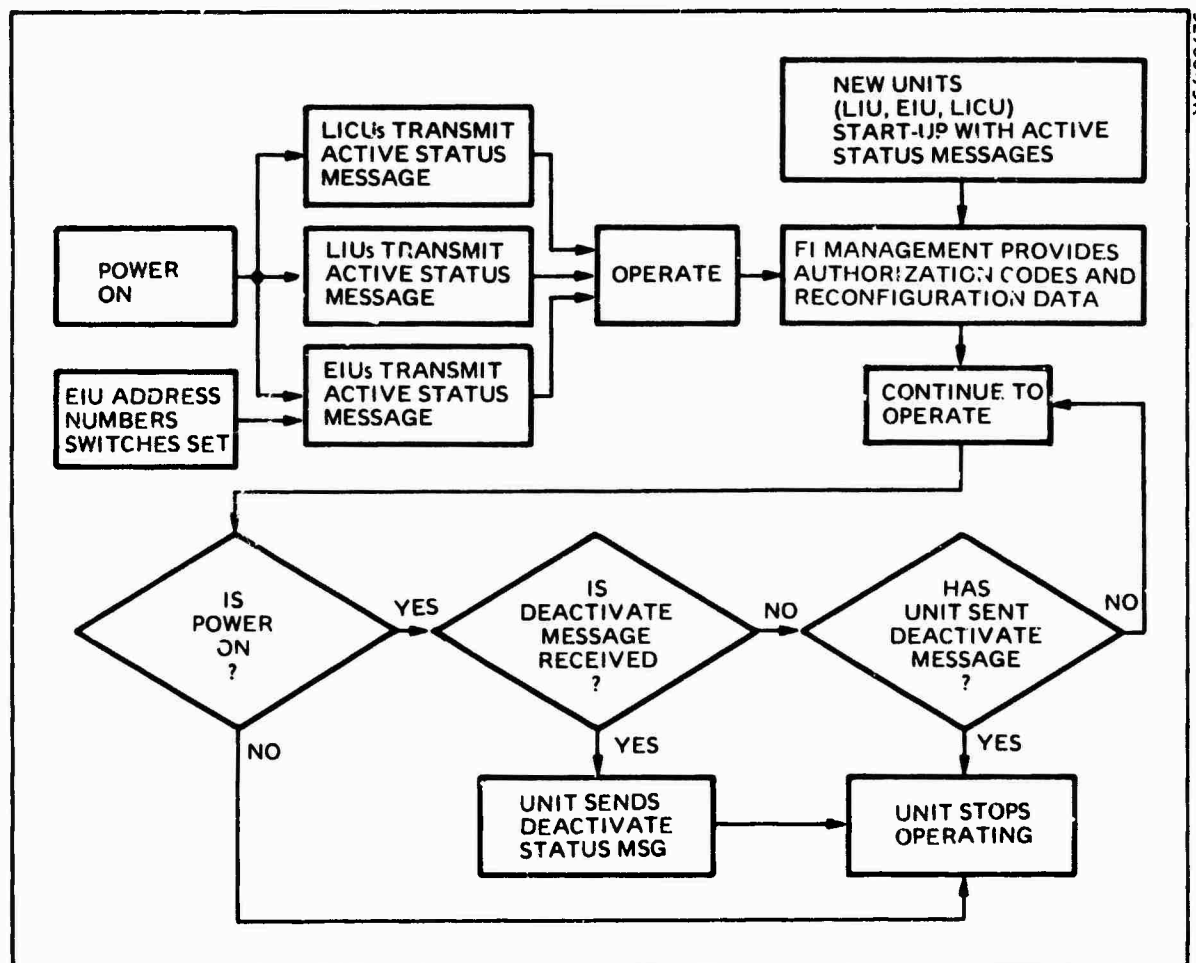 NEW UNITS
(LIU, EIU, LICU)
START-UP WITH ACTIVE
STATUS MESSAGES
LICUs TRANSMIT
ACTIVE STATUS
MESSAGE
POWER
ON
LIUs TRANSMIT
ACTIVE STATUS
MESSAGE
OPERATE
FI MANAGEMENT PROVIDES
AUTHORIZATION CODES AND
RECONFIGURATION DATA
EIU ADDRESS
NUMBERS
SWITCHES SET
EIUs TRANSMIT
ACTIVE STATUS
MESSAGE
CONTINUE TO
OPERATE
IS
POWER
ON
?
YES
NO
IS
DEACTIVATE
MESSAGE
RECEIVED
?
NO
YES
HAS
UNIT SENT
DEACTIVATE
MESSAGE
?
NO
YES
UNIT SENDS
DEACTIVATE
STATUS MSG
UNIT STOPS
OPERATING